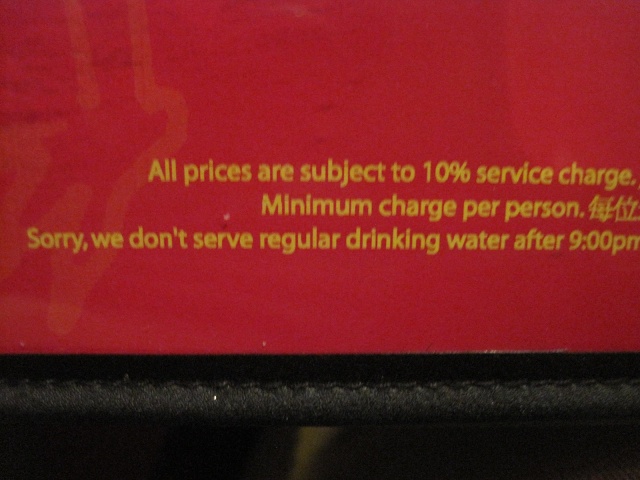 All prices are subject to 10% service charge.
Minimum charge per person. 每位
Sorry, we don't serve regular drinking water after 9:00pm